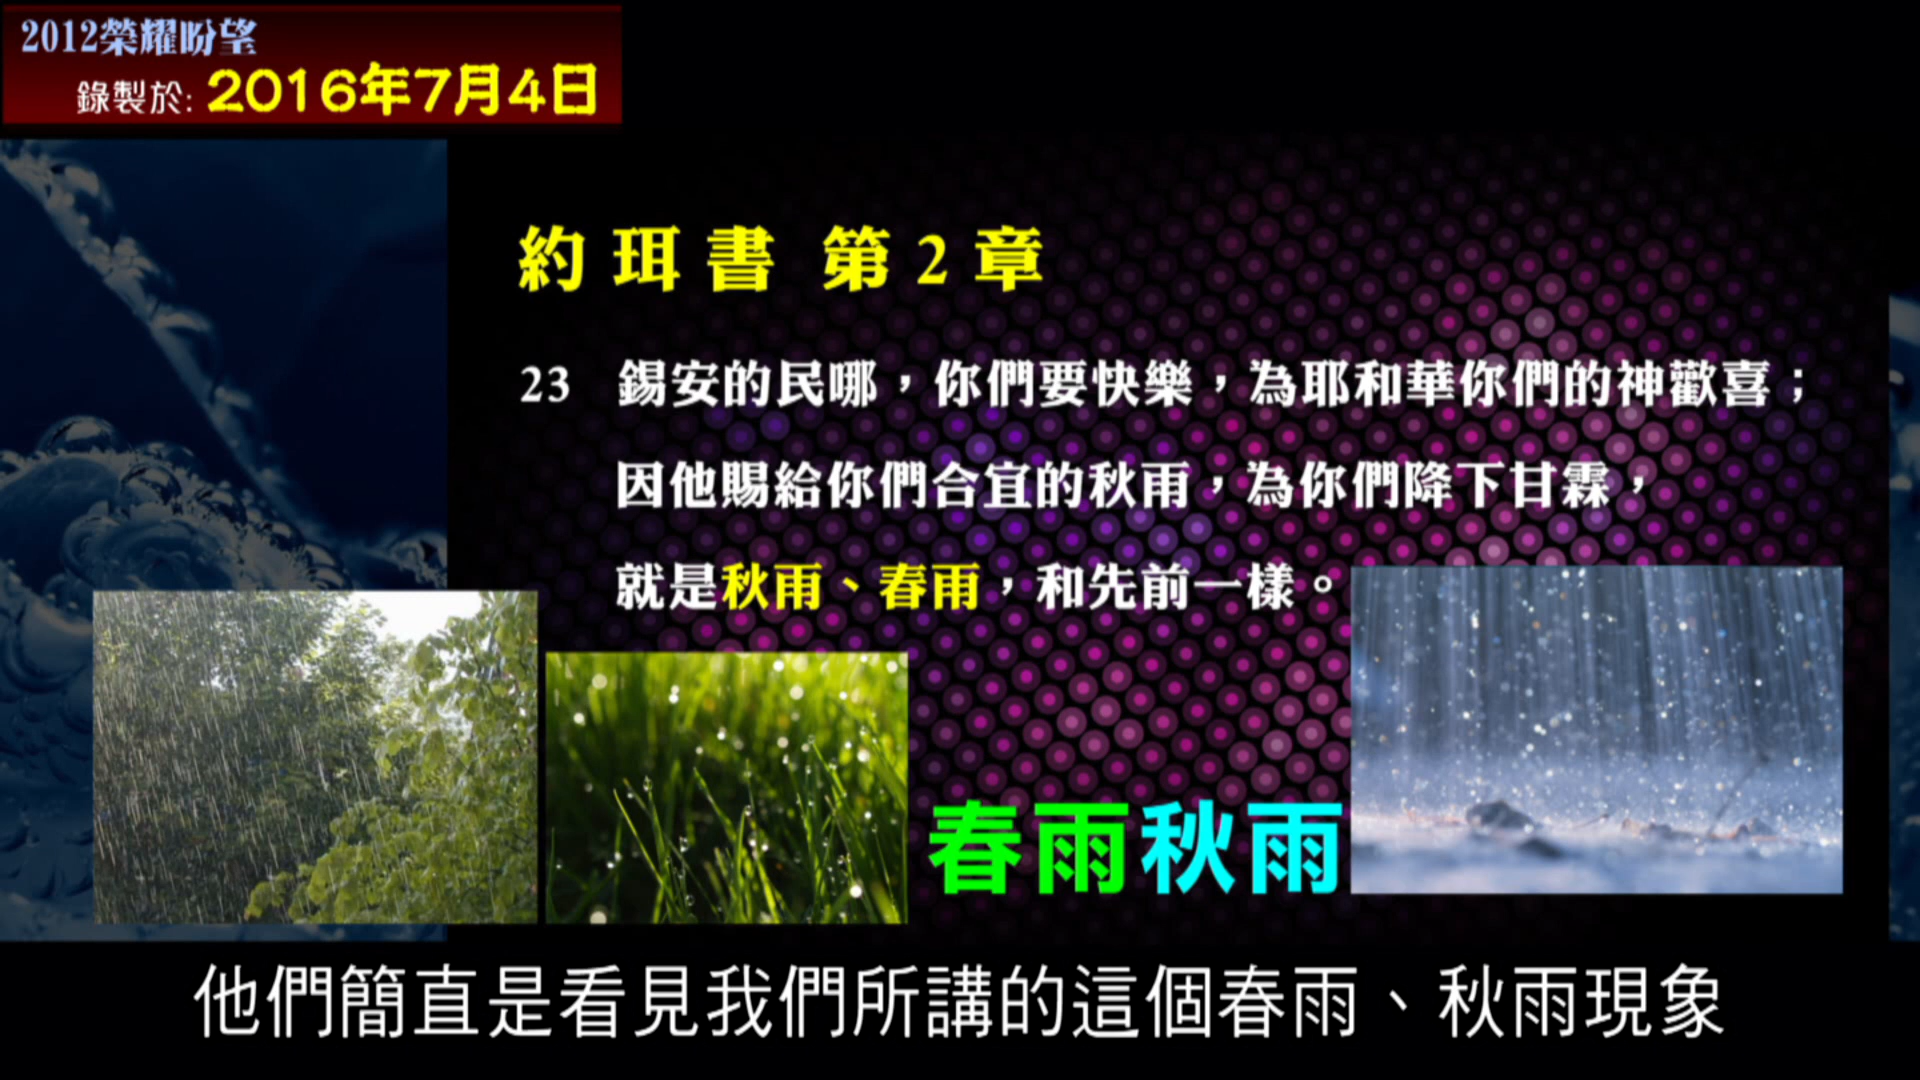 2012榮耀盼望
錄製於: 2016年7月4日
約珥書 第2章
23 錫安的民哪，你們要快樂，為耶和華你們的神歡喜；
因他賜給你們合宜的秋雨，為你們降下甘霖，
就是秋雨、春雨，和先前一樣。
春雨秋雨
他們簡直是看見我們所講的這個春雨、秋雨現象